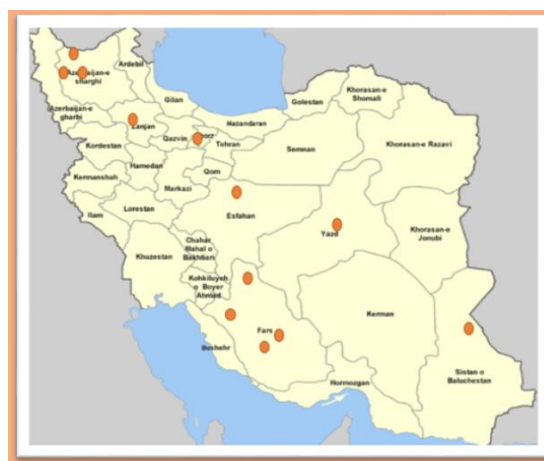 Ardebil
Azerbaijan-e
sharghi
Azerbaijan-e
gharbi
Gilan
Zanjan
Mazandaran
Golestan
Khorasan-e
Shomali
Kordestan
Qazvin
Tehran
Semnan
Khorasan-e Razavi
Hamedan
Qom
Kermanshah
Markazi
Ilam
Lorestan
Esfahan
Yazd
Khorasan-e
Jonubi
Chahar
Mahal o
Bakhtiari
Khuzestan
Kohkiluyeh
o Boyer
Ahmad
Kerman
Fars
Bushehr
Hormozgan
Sistan o
Baluchestan